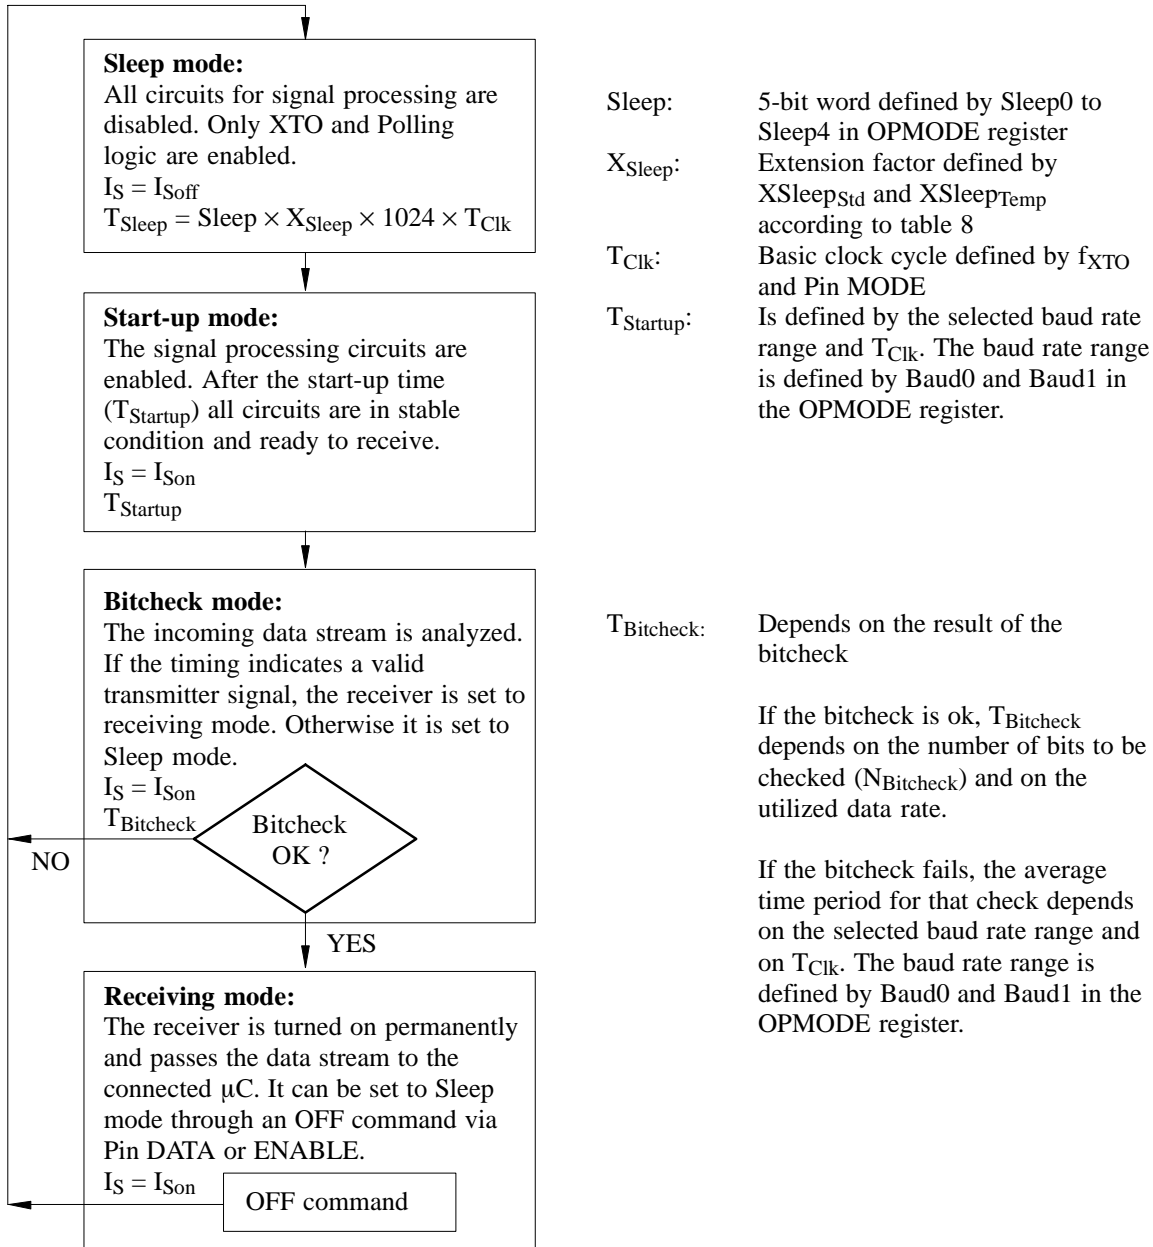 Sleep mode:
All circuits for signal processing are
disabled. Only XTO and Polling
logic are enabled.
IS = ISoff
TSleep = Sleep × XSleep × 1024 × TClk
Start-up mode:
The signal processing circuits are
enabled. After the start-up time
(TStartup) all circuits are in stable
condition and ready to receive.
IS = ISon
TStartup
Bitcheck mode:
The incoming data stream is analyzed.
If the timing indicates a valid
transmitter signal, the receiver is set to
receiving mode. Otherwise it is set to
Sleep mode.
IS = ISon
TBitcheck
Bitcheck
OK ?
NO
YES
Receiving mode:
The receiver is turned on permanently
and passes the data stream to the
connected µC. It can be set to Sleep
mode through an OFF command via
Pin DATA or ENABLE.
IS = ISon
OFF command
Sleep: 5-bit word defined by Sleep0 to
Sleep4 in OPMODE register
XSleep: Extension factor defined by
XSleepStd and XSleepTemp
according to table 8
TClk: Basic clock cycle defined by fXTO
and Pin MODE
TStartup: Is defined by the selected baud rate
range and TClk. The baud rate range
is defined by Baud0 and Baud1 in
the OPMODE register.
TBitcheck: Depends on the result of the
bitcheck
If the bitcheck is ok, TBitcheck
depends on the number of bits to be
checked (NBitcheck) and on the
utilized data rate.
If the bitcheck fails, the average
time period for that check depends
on the selected baud rate range and
on TClk. The baud rate range is
defined by Baud0 and Baud1 in the
OPMODE register.